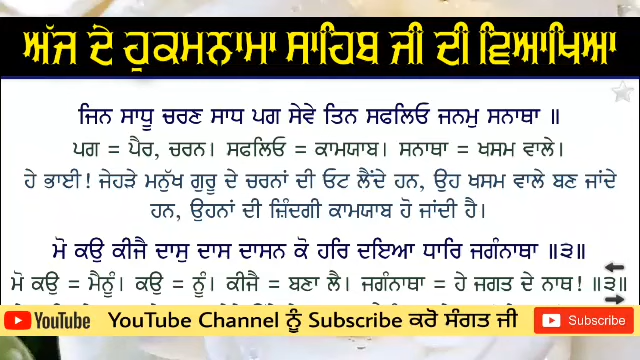 ਅੱਜ ਦੇ ਹੁਕਮਨਾਮਾ ਸਾਹਿਬ ਜੀ ਦੀ ਵਿਆਖਿਆ
ਜਿਨ ਸਾਧੂ ਚਰਣ ਸਾਧ ਪਗ ਸੇਵੇ ਤਿਨ ਸਫਲਿਓ ਜਨਮੁ ਸਨਾਥਾ ॥
ਪਗ = ਪੈਰ, ਚਰਨ। ਸਫਲਿਓ = ਕਾਮਯਾਬ। ਸਨਾਥਾ = ਖਸਮ ਵਾਲੇ।
ਹੇ ਭਾਈ! ਜੇਹੜੇ ਮਨੁੱਖ ਗੁਰੂ ਦੇ ਚਰਨਾਂ ਦੀ ਓਟ ਲੈਂਦੇ ਹਨ, ਉਹ ਖਸਮ ਵਾਲੇ ਬਣ ਜਾਂਦੇ
ਹਨ, ਉਹਨਾਂ ਦੀ ਜ਼ਿੰਦਗੀ ਕਾਮਯਾਬ ਹੋ ਜਾਂਦੀ ਹੈ।
ਮੋ ਕਉ ਕੀਜੈ ਦਾਸੁ ਦਾਸ ਦਾਸਨ ਕੋ ਹਰਿ ਦਇਆ ਧਾਰਿ ਜਗੰਨਾਥਾ ॥੩॥
ਮੋ ਕਉ = ਮੈਨੂੰ। ਕਉ = ਨੂੰ। ਕੀਜੈ = ਬਣਾ ਲੈ। ਜਗੰਨਾਥਾ = ਹੇ ਜਗਤ ਦੇ ਨਾਥ! ॥੩॥
YouTube YouTube Channel ਨੂੰ Subscribe ਕਰੋ ਸੰਗਤ ਜੀ Subscribe